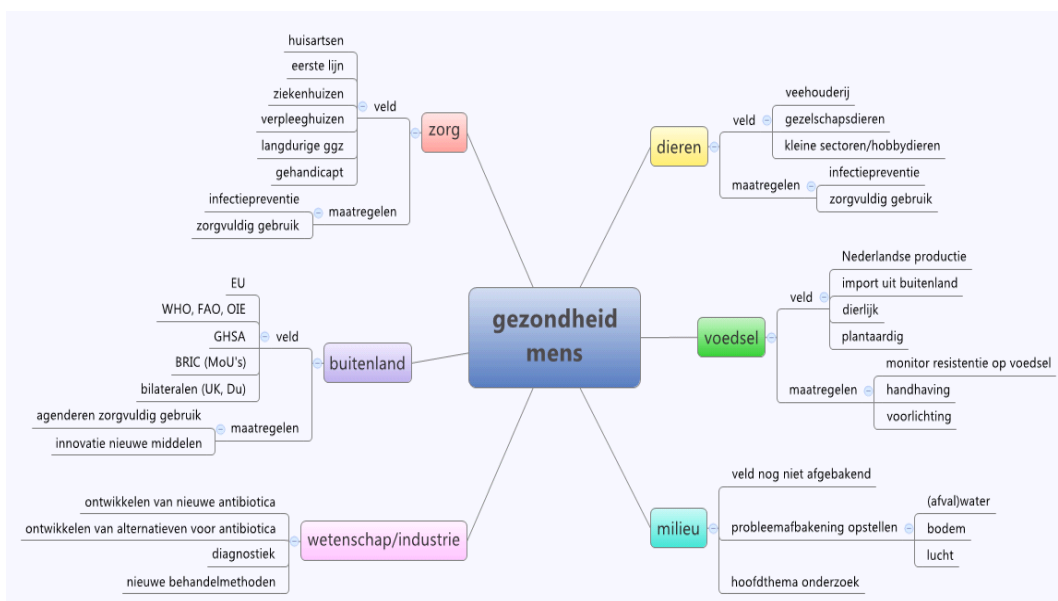 gezondheid
mens
zorg
veld
huisartsen
eerste lijn
ziekenhuizen
verpleeghuizen
langdurige ggz
gehandicapt
maatregelen
infectiepreventie
zorgvuldig gebruik
buitenland
veld
EU
WHO, FAO, OIE
GHSA
BRIC (MoU's)
bilateralen (UK, Du)
maatregelen
agenderen zorgvuldig gebruik
innovatie nieuwe middelen
wetenschap/industrie
ontwikkelen van nieuwe antibiotica
ontwikkelen van alternatieven voor antibiotica
diagnostiek
nieuwe behandelmethoden
dieren
veld
veehouderij
gezelschapsdieren
kleine sectoren/hobbydieren
maatregelen
infectiepreventie
zorgvuldig gebruik
voedsel
veld
Nederlandse productie
import uit buitenland
dierlijk
plantaardig
maatregelen
monitor resistentie op voedsel
handhaving
voorlichting
milieu
veld nog niet afgebakend
probleemafbakening opstellen
(afval)water
bodem
lucht
hoofdthema onderzoek